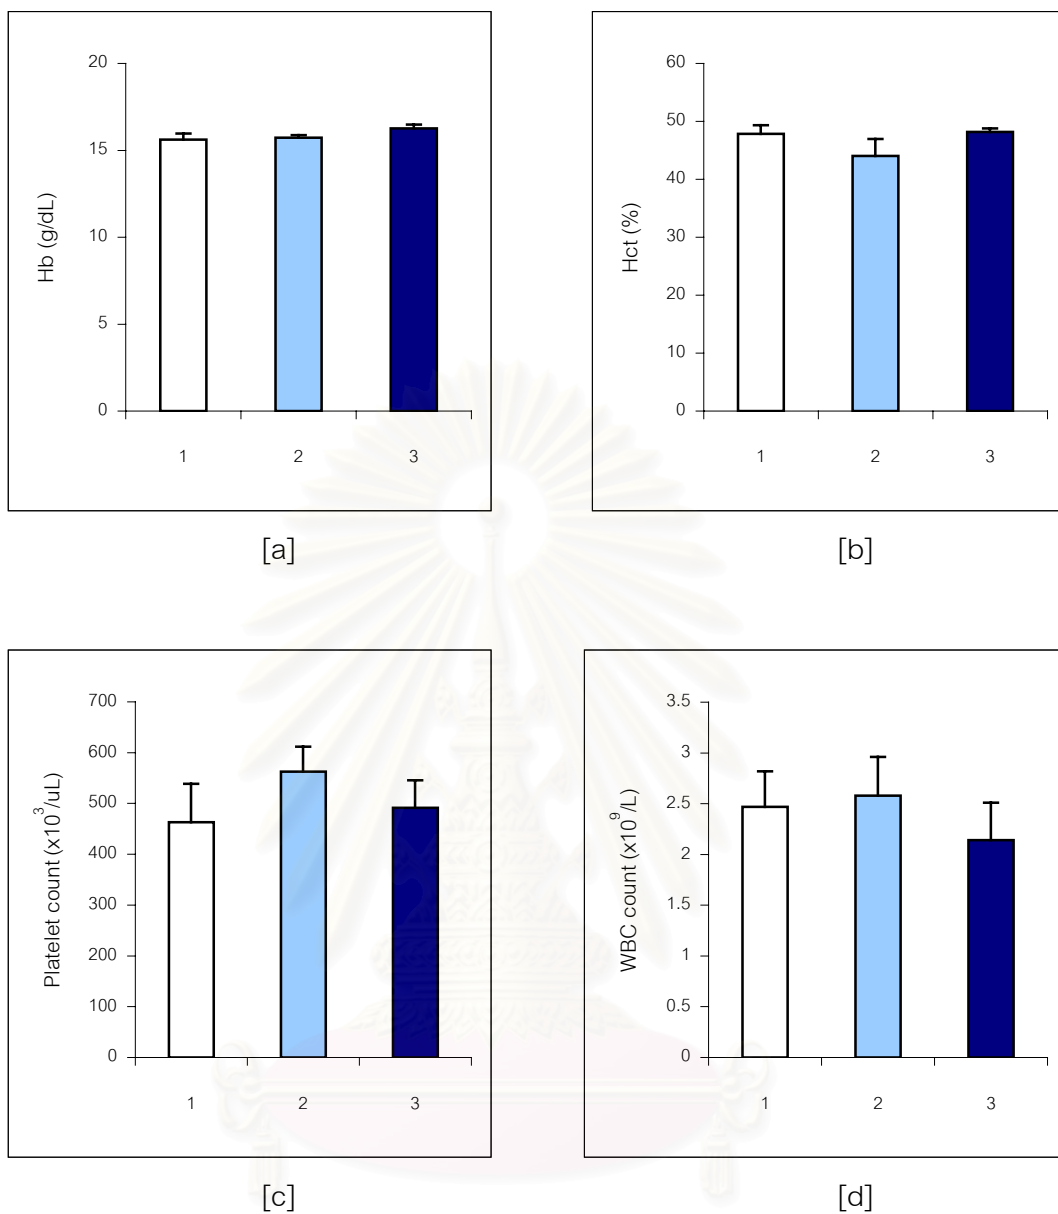 20
15
10
5
0
Hb (g/dL)
1 2 3
[a]
60
50
40
30
20
10
0
Hct (%)
1 2 3
[b]
700
600
500
400
300
200
100
0
Platelet count (x10³/uL)
1 2 3
[c]
3.5
3
2.5
2
1.5
1
0.5
0
WBC count (x10⁹/L)
1 2 3
[d]